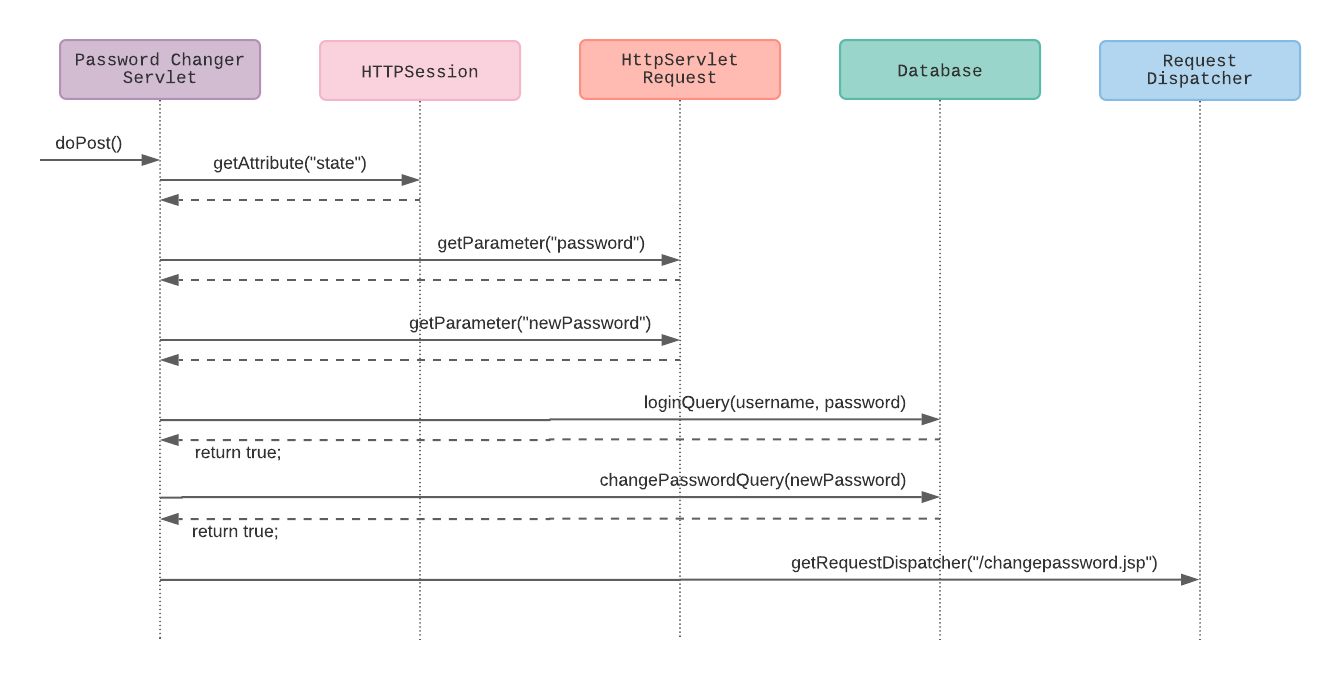 Password Changer
Servlet
HTTPSession
HttpServlet
Request
Database
Request
Dispatcher
doPost()
getAttribute("state")
getParameter("password")
getParameter("newPassword")
loginQuery(username, password)
return true;
changePasswordQuery(newPassword)
return true;
getRequestDispatcher("/changepassword.jsp")